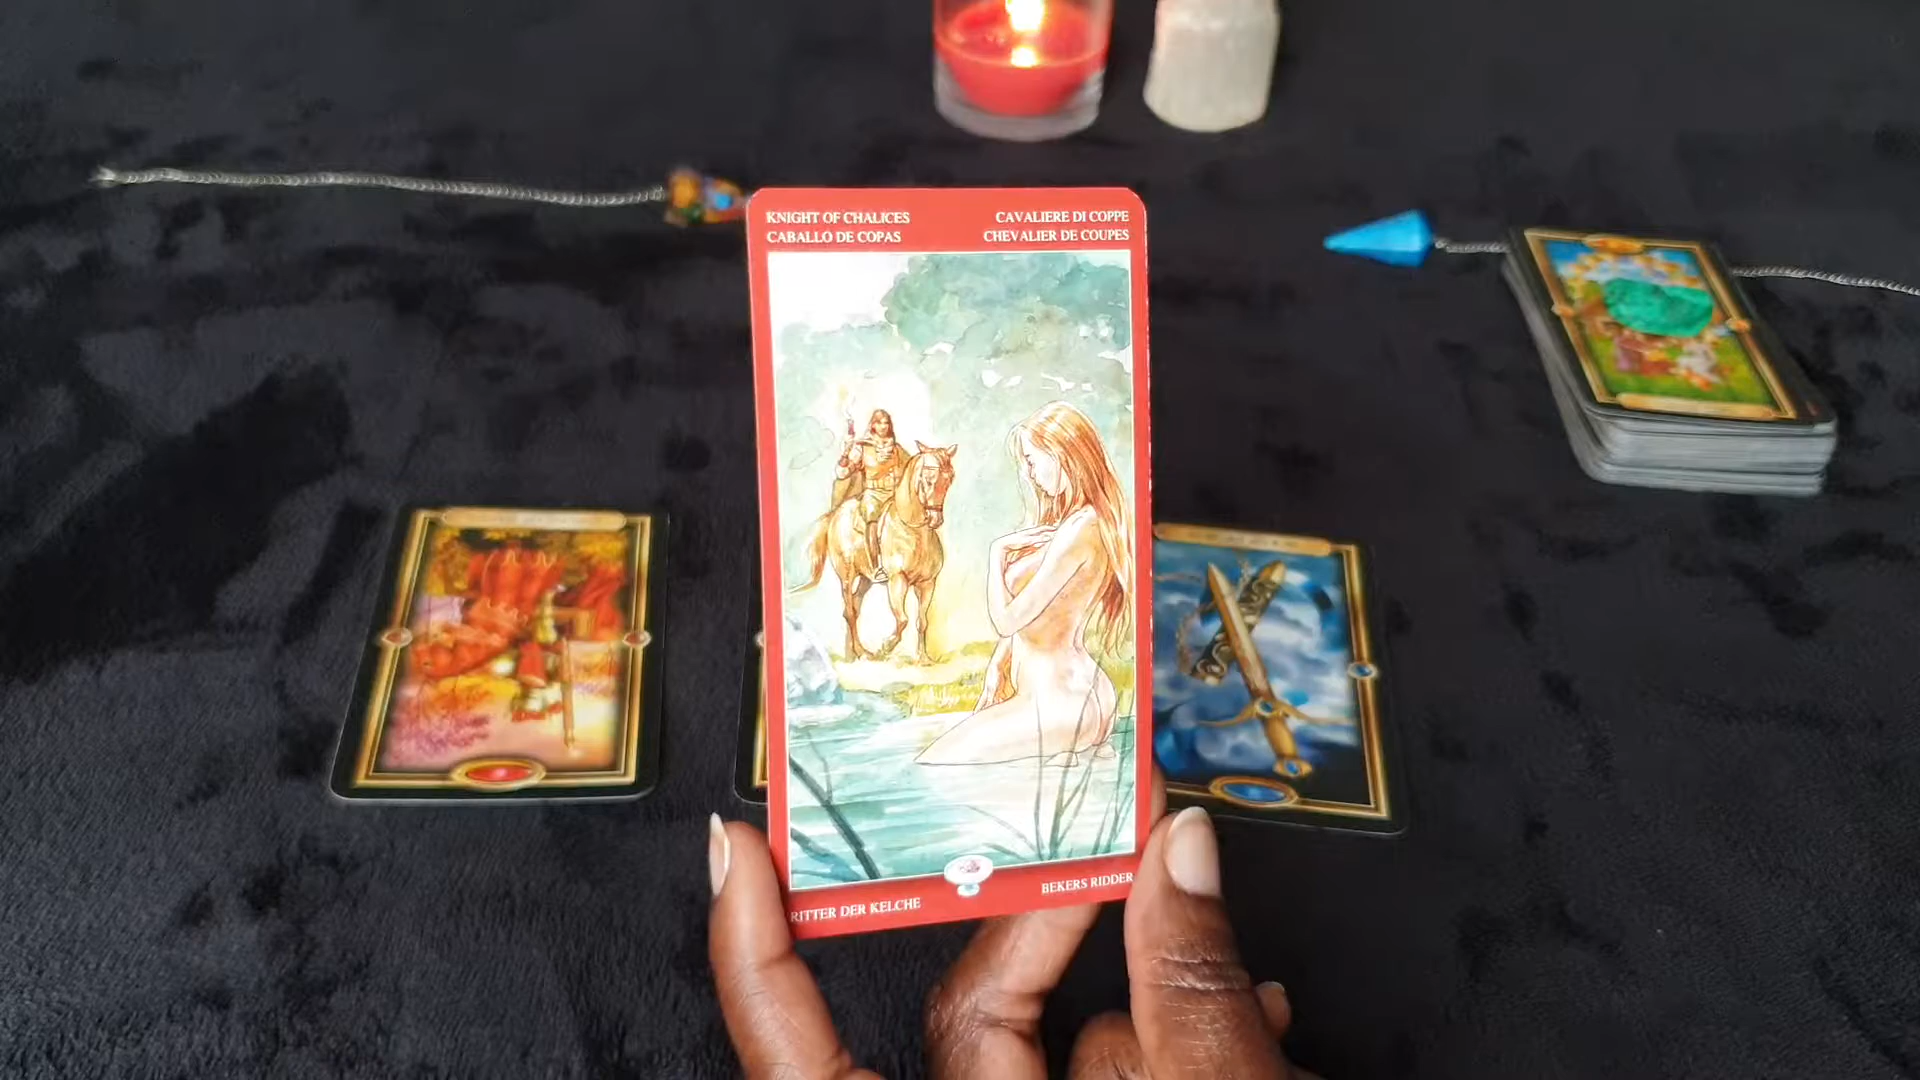 KNIGHT OF CHALICES
CABALLO DE COPAS
CAVALIERE DI COPPE
CHEVALIER DE COUPES
RITTER DER KELCHE
BEKERS RIDDER